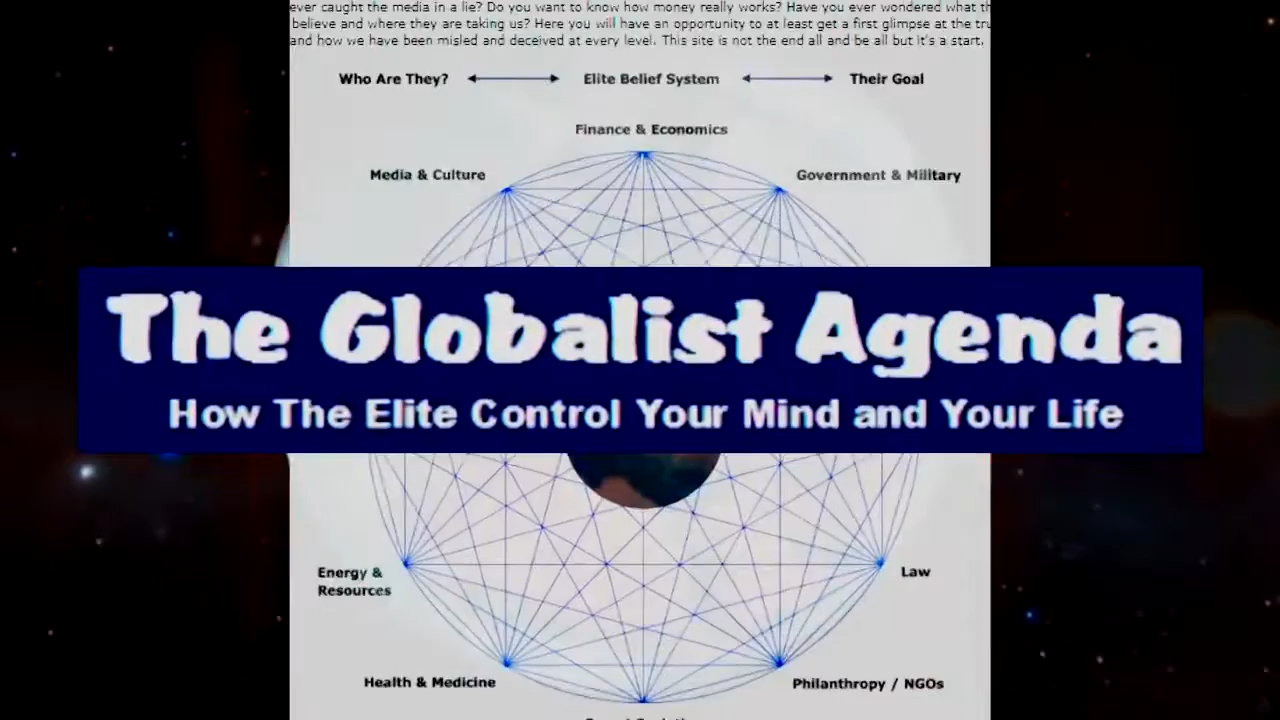 ever caught the media in a lie? Do you want to know how money really works? Have you ever wondered what
believe and where they are taking us? Here you will have an opportunity to at least get a first glimpse at the
and how we have been misled and deceived at every level. This site is not the end all and be all but it's a start.
Who Are They? Elite Belief System Their Goal
Finance & Economics
Media & Culture Government & Military
The Globalist Agenda
How The Elite Control Your Mind and Your Life
Energy &
Resources
Law
Health & Medicine Philanthropy / NGOs